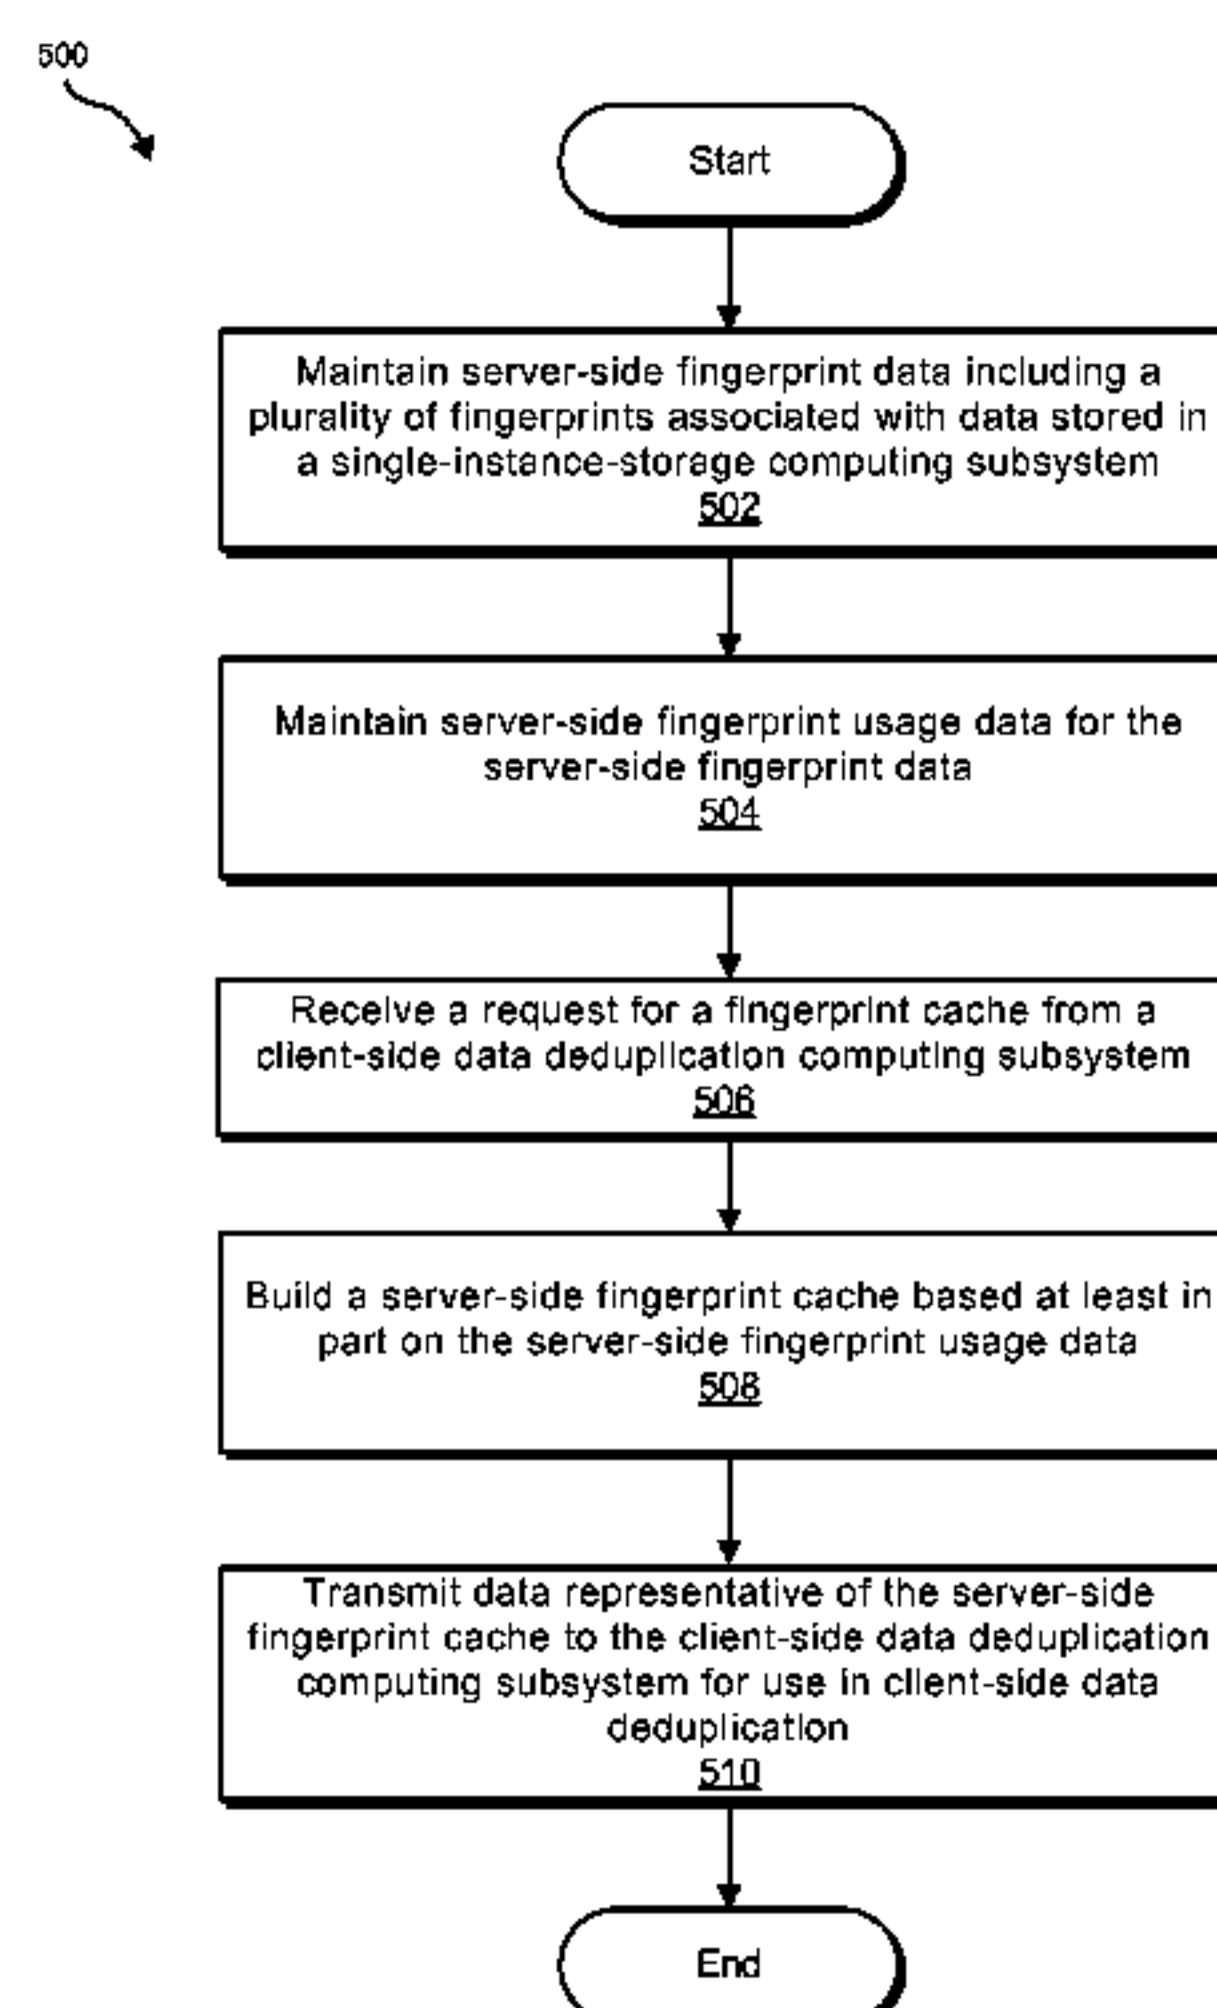 500
Start
Maintain server-side fingerprint data including a
plurality of fingerprints associated with data stored in
a single-instance-storage computing subsystem
502
Maintain server-side fingerprint usage data for the
server-side fingerprint data
504
Receive a request for a fingerprint cache from a
client-side data deduplication computing subsystem
506
Build a server-side fingerprint cache based at least in
part on the server-side fingerprint usage data
508
Transmit data representative of the server-side
fingerprint cache to the client-side data deduplication
computing subsystem for use in client-side data
deduplication
510
End